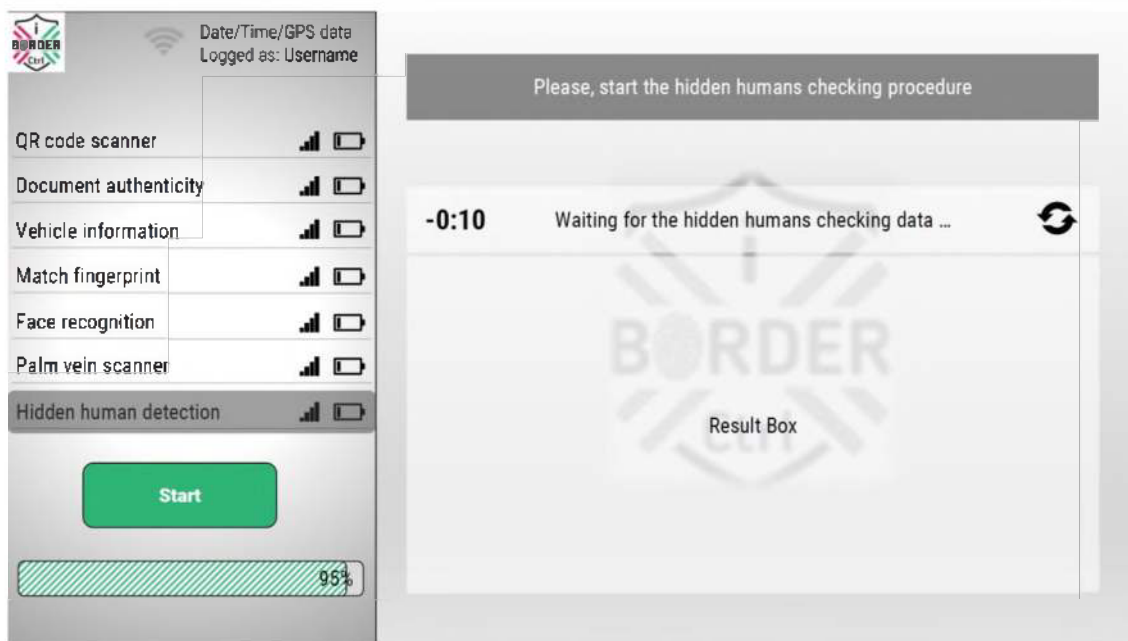 i
BORDER
Ctrl
Date/Time/GPS data
Logged as: Username
QR code scanner
Document authenticity
Vehicle information
Match fingerprint
Face recognition
Palm vein scanner
Hidden human detection
Start
95%
Please, start the hidden humans checking procedure
-0:10 Waiting for the hidden humans checking data ...
i
BORDER
Ctrl
Result Box